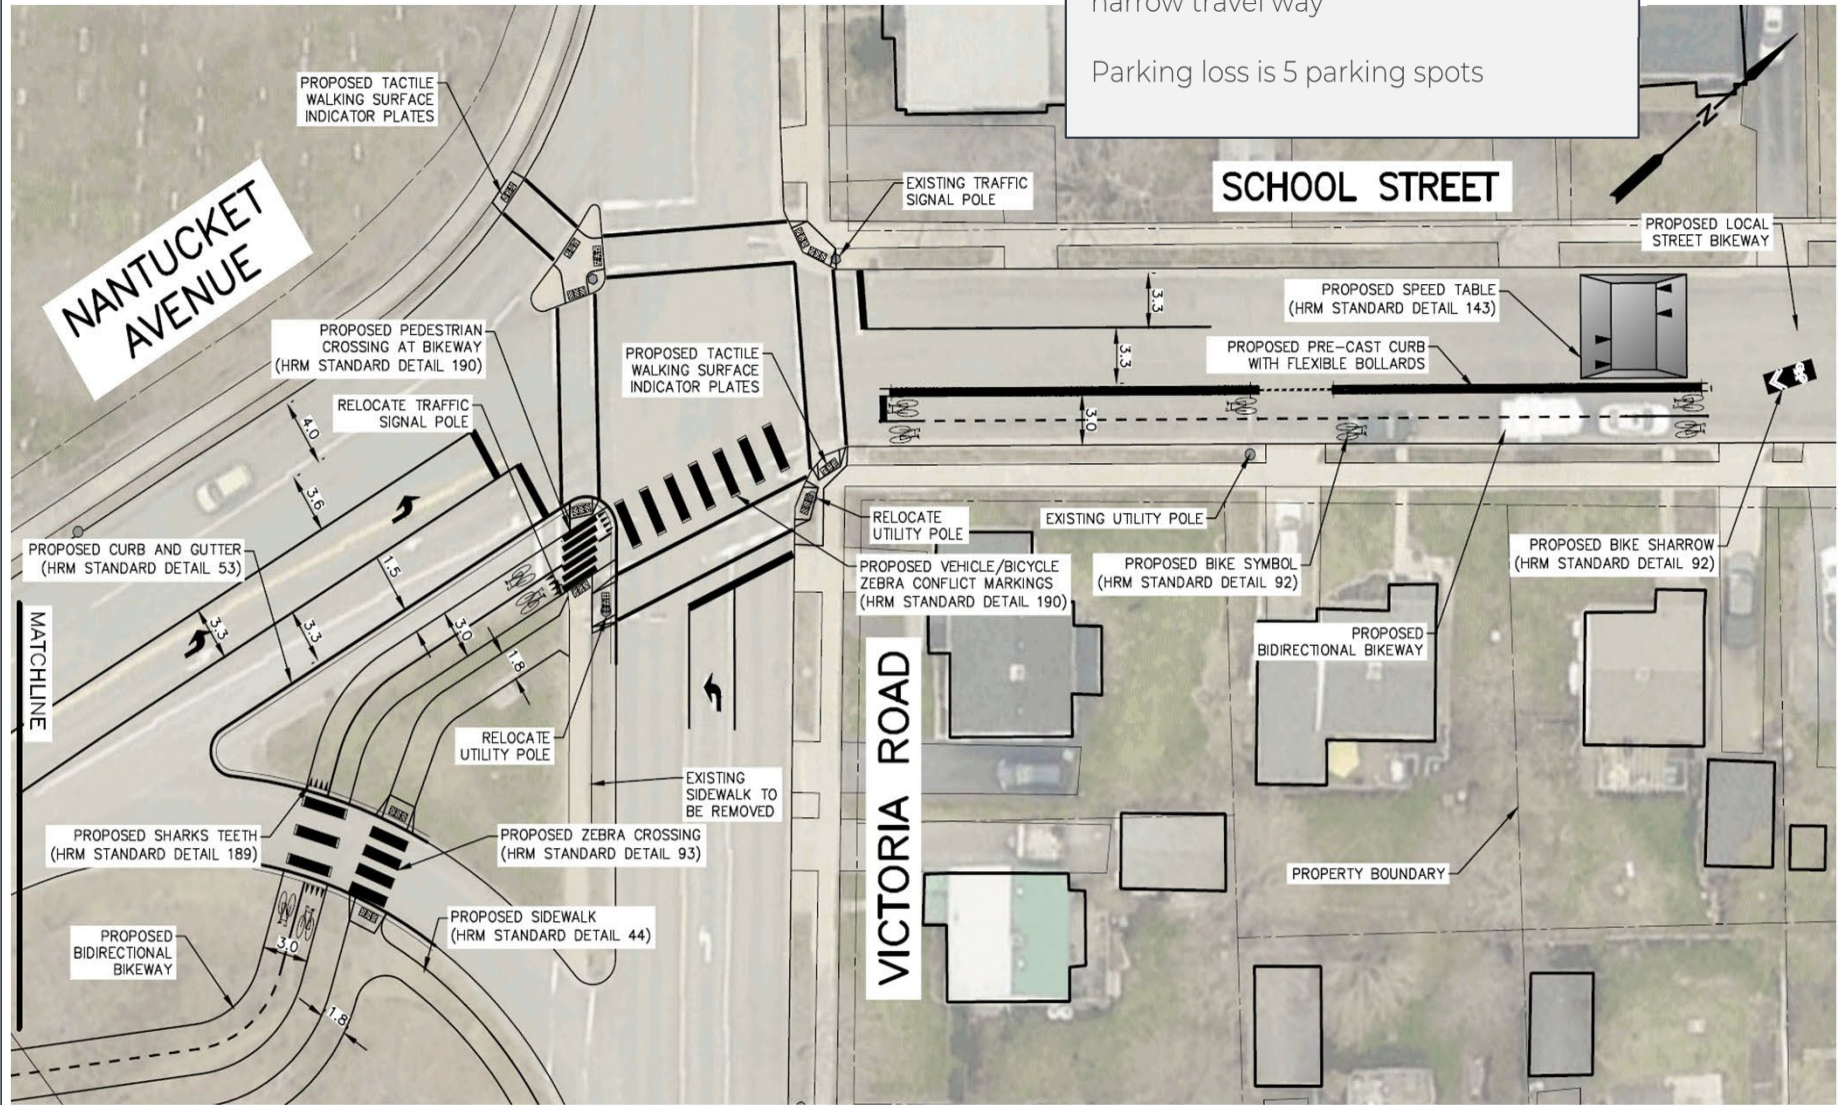 narrow travel way
Parking loss is 5 parking spots
PROPOSED TACTILE
WALKING SURFACE
INDICATOR PLATES
NANTUCKET
AVENUE
EXISTING TRAFFIC
SIGNAL POLE
SCHOOL STREET
N
PROPOSED LOCAL
STREET BIKEWAY
PROPOSED SPEED TABLE
(HRM STANDARD DETAIL 143)
3.3
3.3
PROPOSED PEDESTRIAN
CROSSING AT BIKEWAY
(HRM STANDARD DETAIL 190)
PROPOSED TACTILE
WALKING SURFACE
INDICATOR PLATES
PROPOSED PRE-CAST CURB
WITH FLEXIBLE BOLLARDS
3.0
RELOCATE TRAFFIC
SIGNAL POLE
4.0
3.6
RELOCATE
UTILITY POLE
EXISTING UTILITY POLE
PROPOSED BIKE SYMBOL
(HRM STANDARD DETAIL 92)
PROPOSED BIKE SHARROW
(HRM STANDARD DETAIL 92)
PROPOSED CURB AND GUTTER
(HRM STANDARD DETAIL 53)
1.5
PROPOSED VEHICLE/BICYCLE
ZEBRA CONFLICT MARKINGS
(HRM STANDARD DETAIL 190)
MATCHLINE
3.3
3.3
3.0
1.8
PROPOSED
BIDIRECTIONAL BIKEWAY
RELOCATE
UTILITY POLE
VICTORIA ROAD
EXISTING
SIDEWALK TO
BE REMOVED
PROPOSED SHARKS TEETH
(HRM STANDARD DETAIL 189)
PROPOSED ZEBRA CROSSING
(HRM STANDARD DETAIL 93)
PROPERTY BOUNDARY
PROPOSED SIDEWALK
(HRM STANDARD DETAIL 44)
PROPOSED
BIDIRECTIONAL
BIKEWAY
3.0
1.8